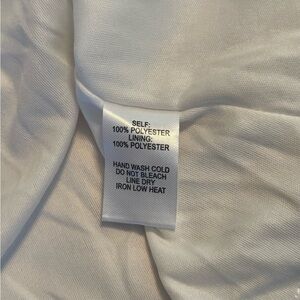 SELF:
100% POLYESTER
LINING:
100% POLYESTER
HAND WASH COLD
DO NOT BLEACH
LINE DRY
IRON LOW HEAT